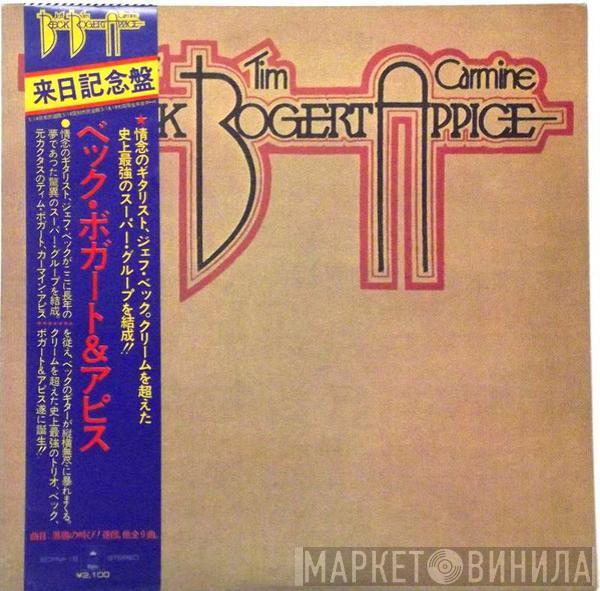 BECK BOGERT APPICE
来日記念盤
ベック・ボガート&アピス
★情念のギタリスト、ジェフ・ベック。クリームを超えた
史上最強のスーパー・グループを結成!!
●情念のギタリスト、ジェフ・ベックがここに長年の
夢であつた驚異のスーパー・グループを結成。
元カクタスのティム・ボガート、カーマイン・アピス
を従え、ベックのギターが縦横無尽に暴れまくる。
クリームを超えた史上最強のトリオ、ベック、
ボガート&アピス遂に誕生!!
STEREO
¥2,100
Tim Carmine
CK BOGERT APPICE
МАРКЕТ ВИНИЛА